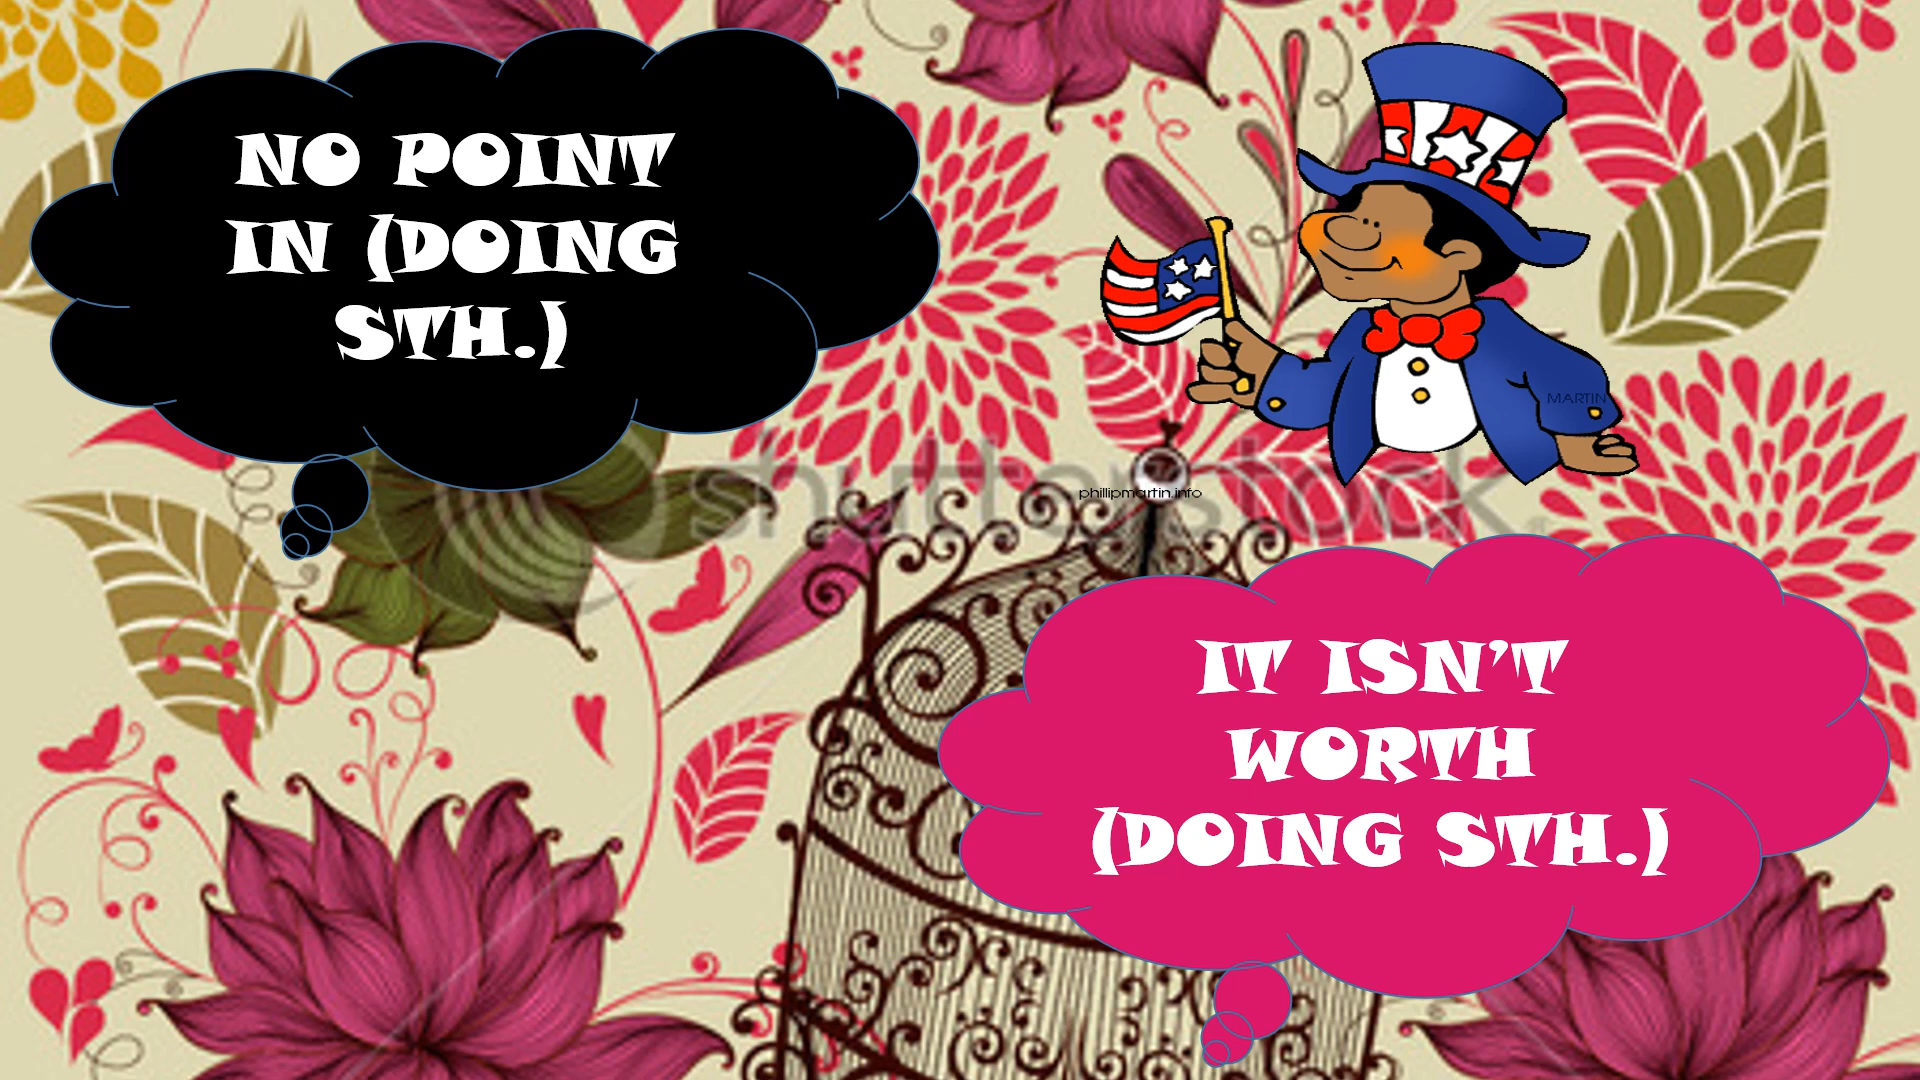 NO POINT
IN (DOING
STH.)
MARTIN
shutterstock
phillipmartin.info
IT ISN'T
WORTH
(DOING STH.)